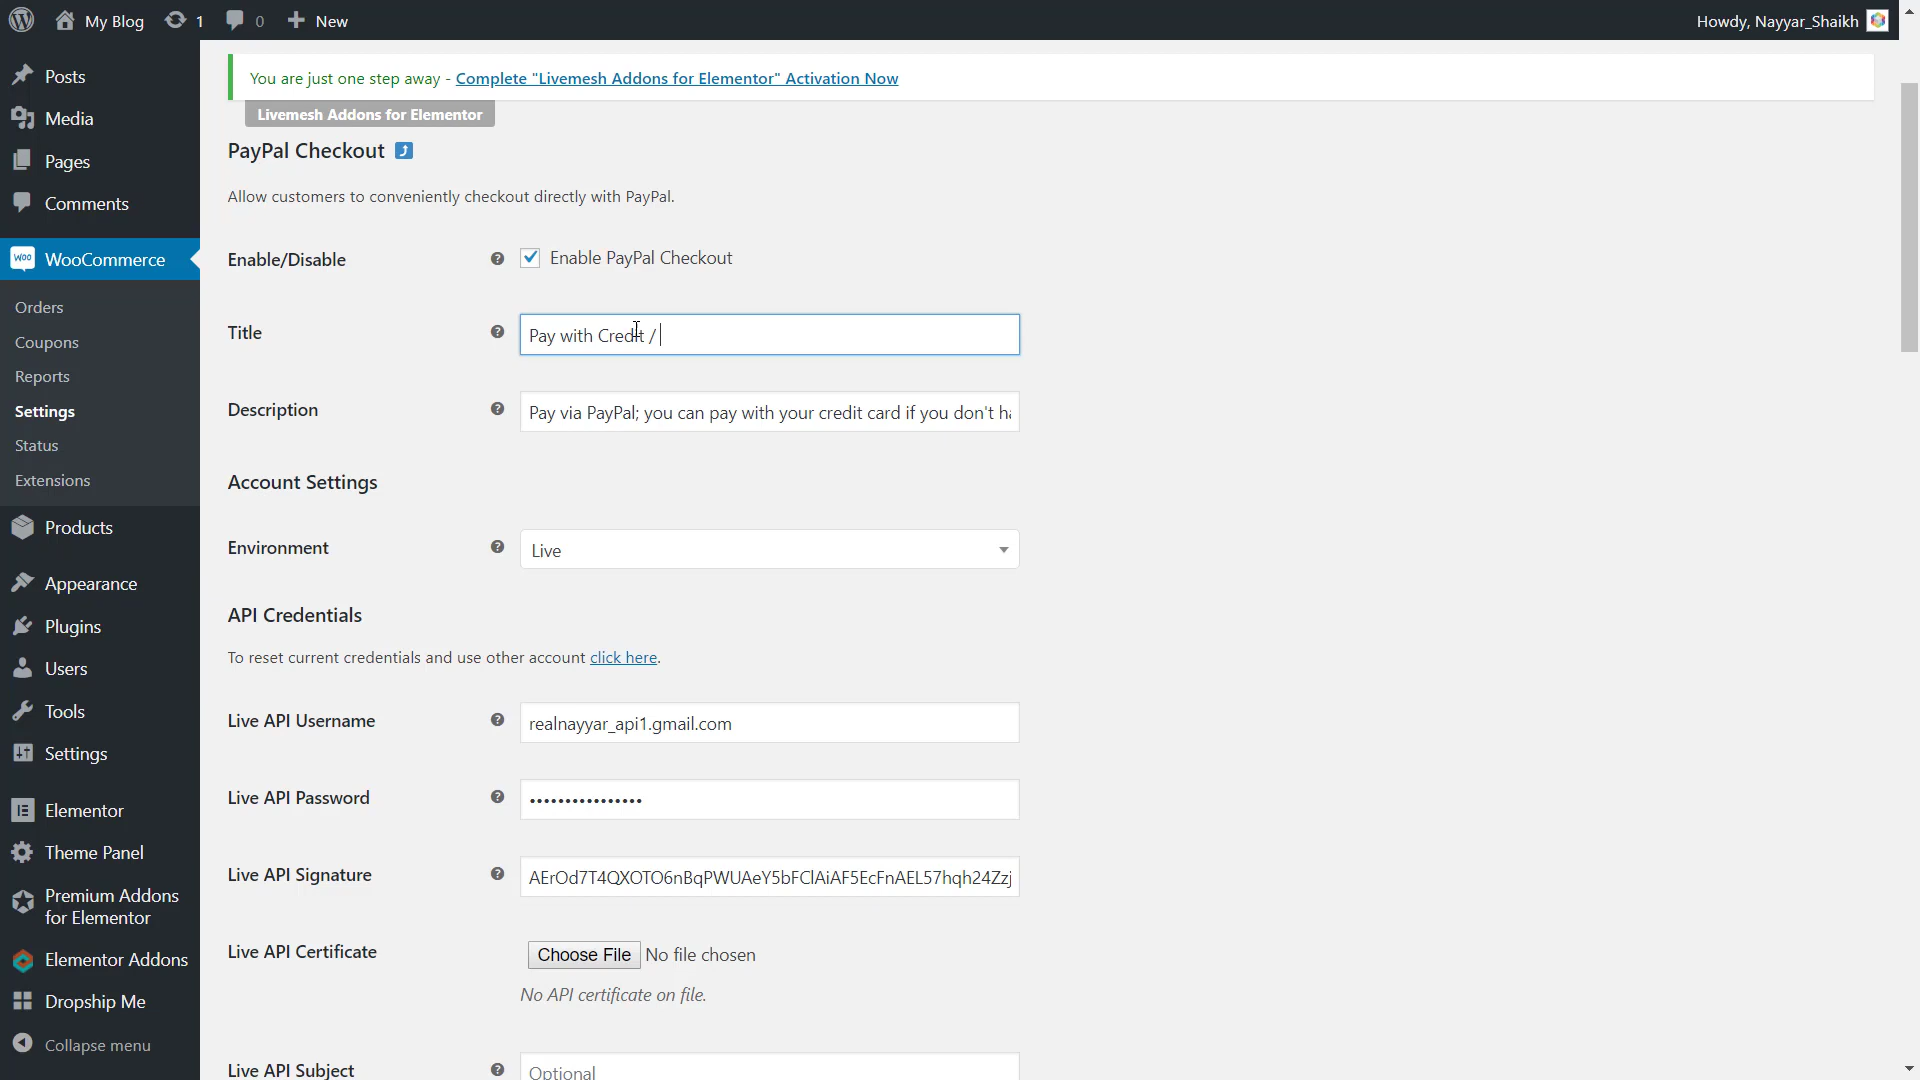 My Blog 1 0 New Howdy, Nayyar_Shaikh
Posts
Media
Pages
Comments
WooCommerce
Orders
Coupons
Reports
Settings
Status
Extensions
Products
Appearance
Plugins
Users
Tools
Settings
Elementor
Theme Panel
Premium Addons
for Elementor
Elementor Addons
Dropship Me
Collapse menu
You are just one step away - Complete "Livemesh Addons for Elementor" Activation Now
Livemesh Addons for Elementor
PayPal Checkout
Allow customers to conveniently checkout directly with PayPal.
Enable/Disable Enable PayPal Checkout
Title Pay with Credit /
Description Pay via PayPal; you can pay with your credit card if you don't ha
Account Settings
Environment Live
API Credentials
To reset current credentials and use other account click here.
Live API Username realnayyar_api1.gmail.com
Live API Password ••••••••••••••••
Live API Signature AErOd7T4QXOTO6nBqPWUAeY5bFClAiAF5EcFnAEL57hqh24Zzj
Live API Certificate Choose File No file chosen
No API certificate on file.
Live API Subject Optional